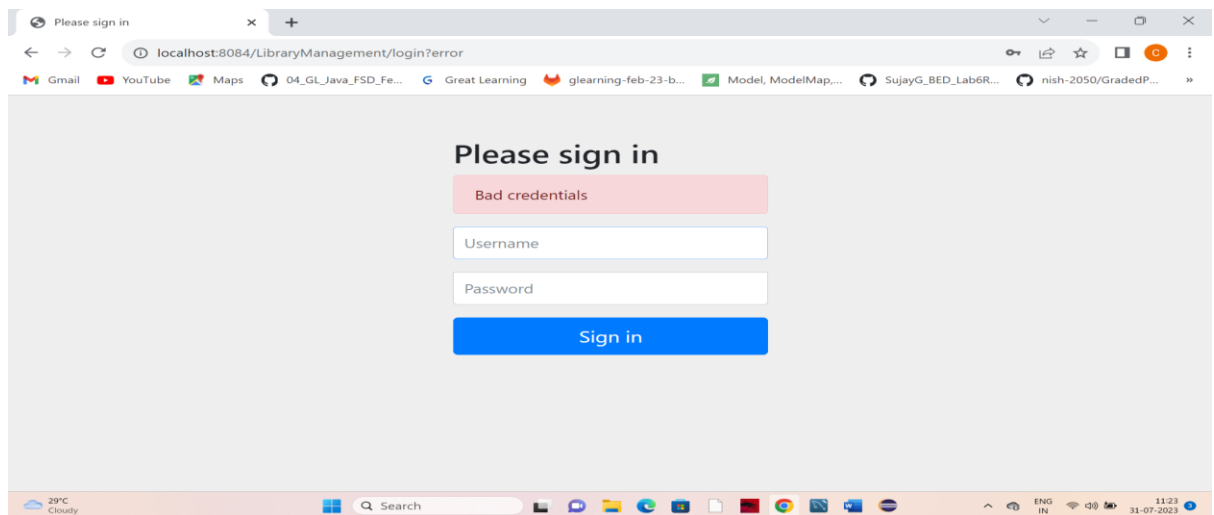 Please sign in
localhost:8084/LibraryManagement/login?error
C
Gmail YouTube Maps 04_GL_Java_FSD_Fe... Great Learning glearning-feb-23-b... Model, ModelMap,... SujayG_BED_Lab6R... nish-2050/GradedP... »
Please sign in
Bad credentials
Username
Password
Sign in
29°C
Cloudy
Search
ENG
IN
11:23
31-07-2023
3